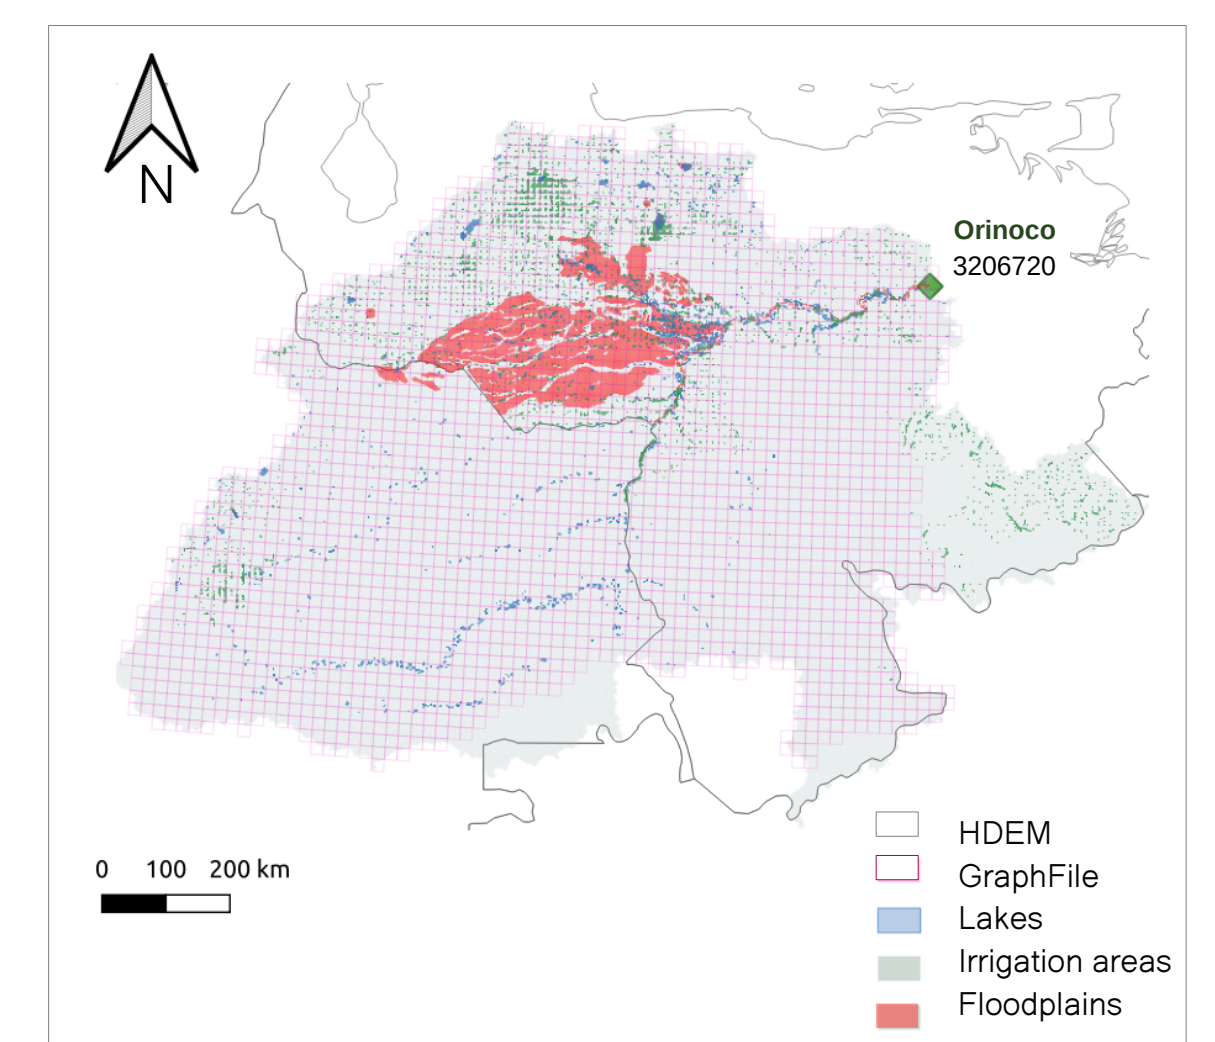 N
Orinoco
3206720
0 100 200 km
HDEM
GraphFile
Lakes
Irrigation areas
Floodplains